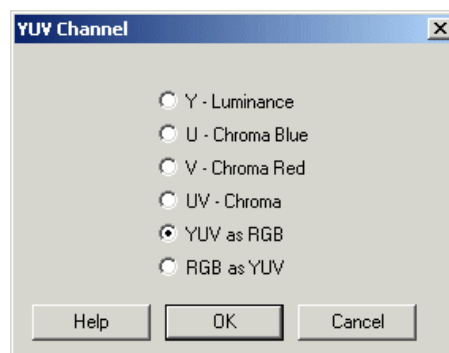 YUV Channel
Y - Luminance
U - Chroma Blue
V - Chroma Red
UV - Chroma
YUV as RGB
RGB as YUV
Help OK Cancel